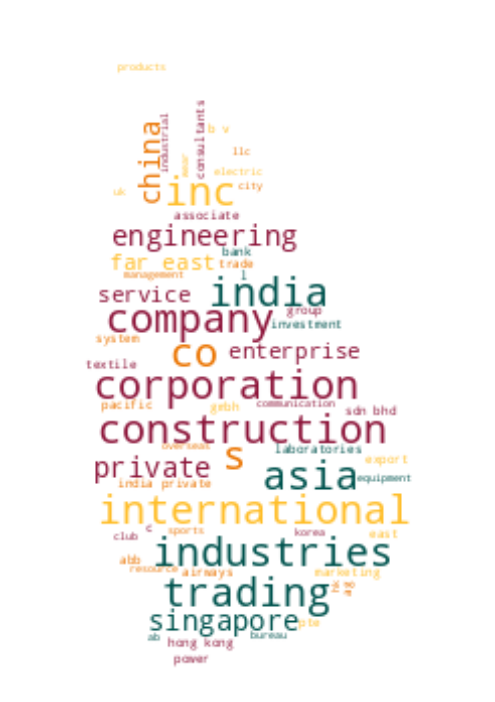 products
china
industrial
consultants
b v
llc
wear
electric
uk
inc
city
associate
engineering
bank
far east
trade
management
l
service
india
company
group
investment
system
co
enterprise
textile
corporation
pacific
gmbh
communication
sdn bhd
construction
overseas
s
laboratories
private
export
asia
equipment
india private
international
c
sports
club
korea
east
industries
abb
resource
airways
marketing
trading
singapore
pte
ab
bureau
hong kong
power